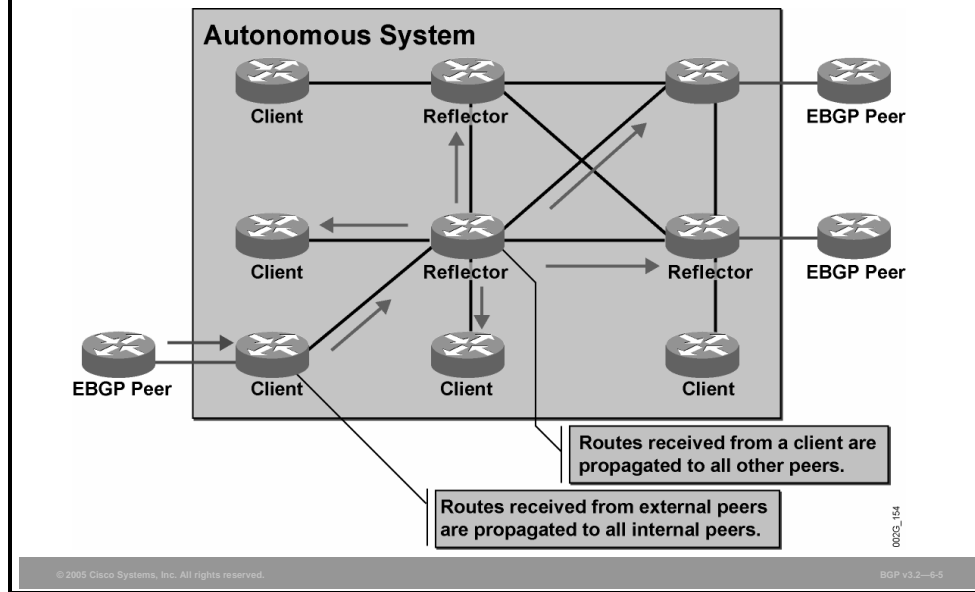 Autonomous System
Client
Reflector
EBGP Peer
Client
Reflector
Reflector
EBGP Peer
EBGP Peer
Client
Client
Client
Routes received from a client are
propagated to all other peers.
Routes received from external peers
are propagated to all internal peers.
002G_154
© 2005 Cisco Systems, Inc. All rights reserved.
BGP v3.2—6-5